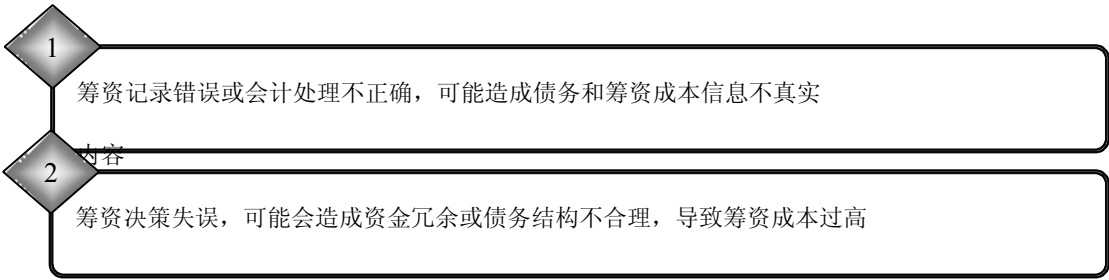 1
筹资记录错误或会计处理不正确，可能造成债务和筹资成本信息不真实
内容
2
筹资决策失误，可能会造成资金冗余或债务结构不合理，导致筹资成本过高